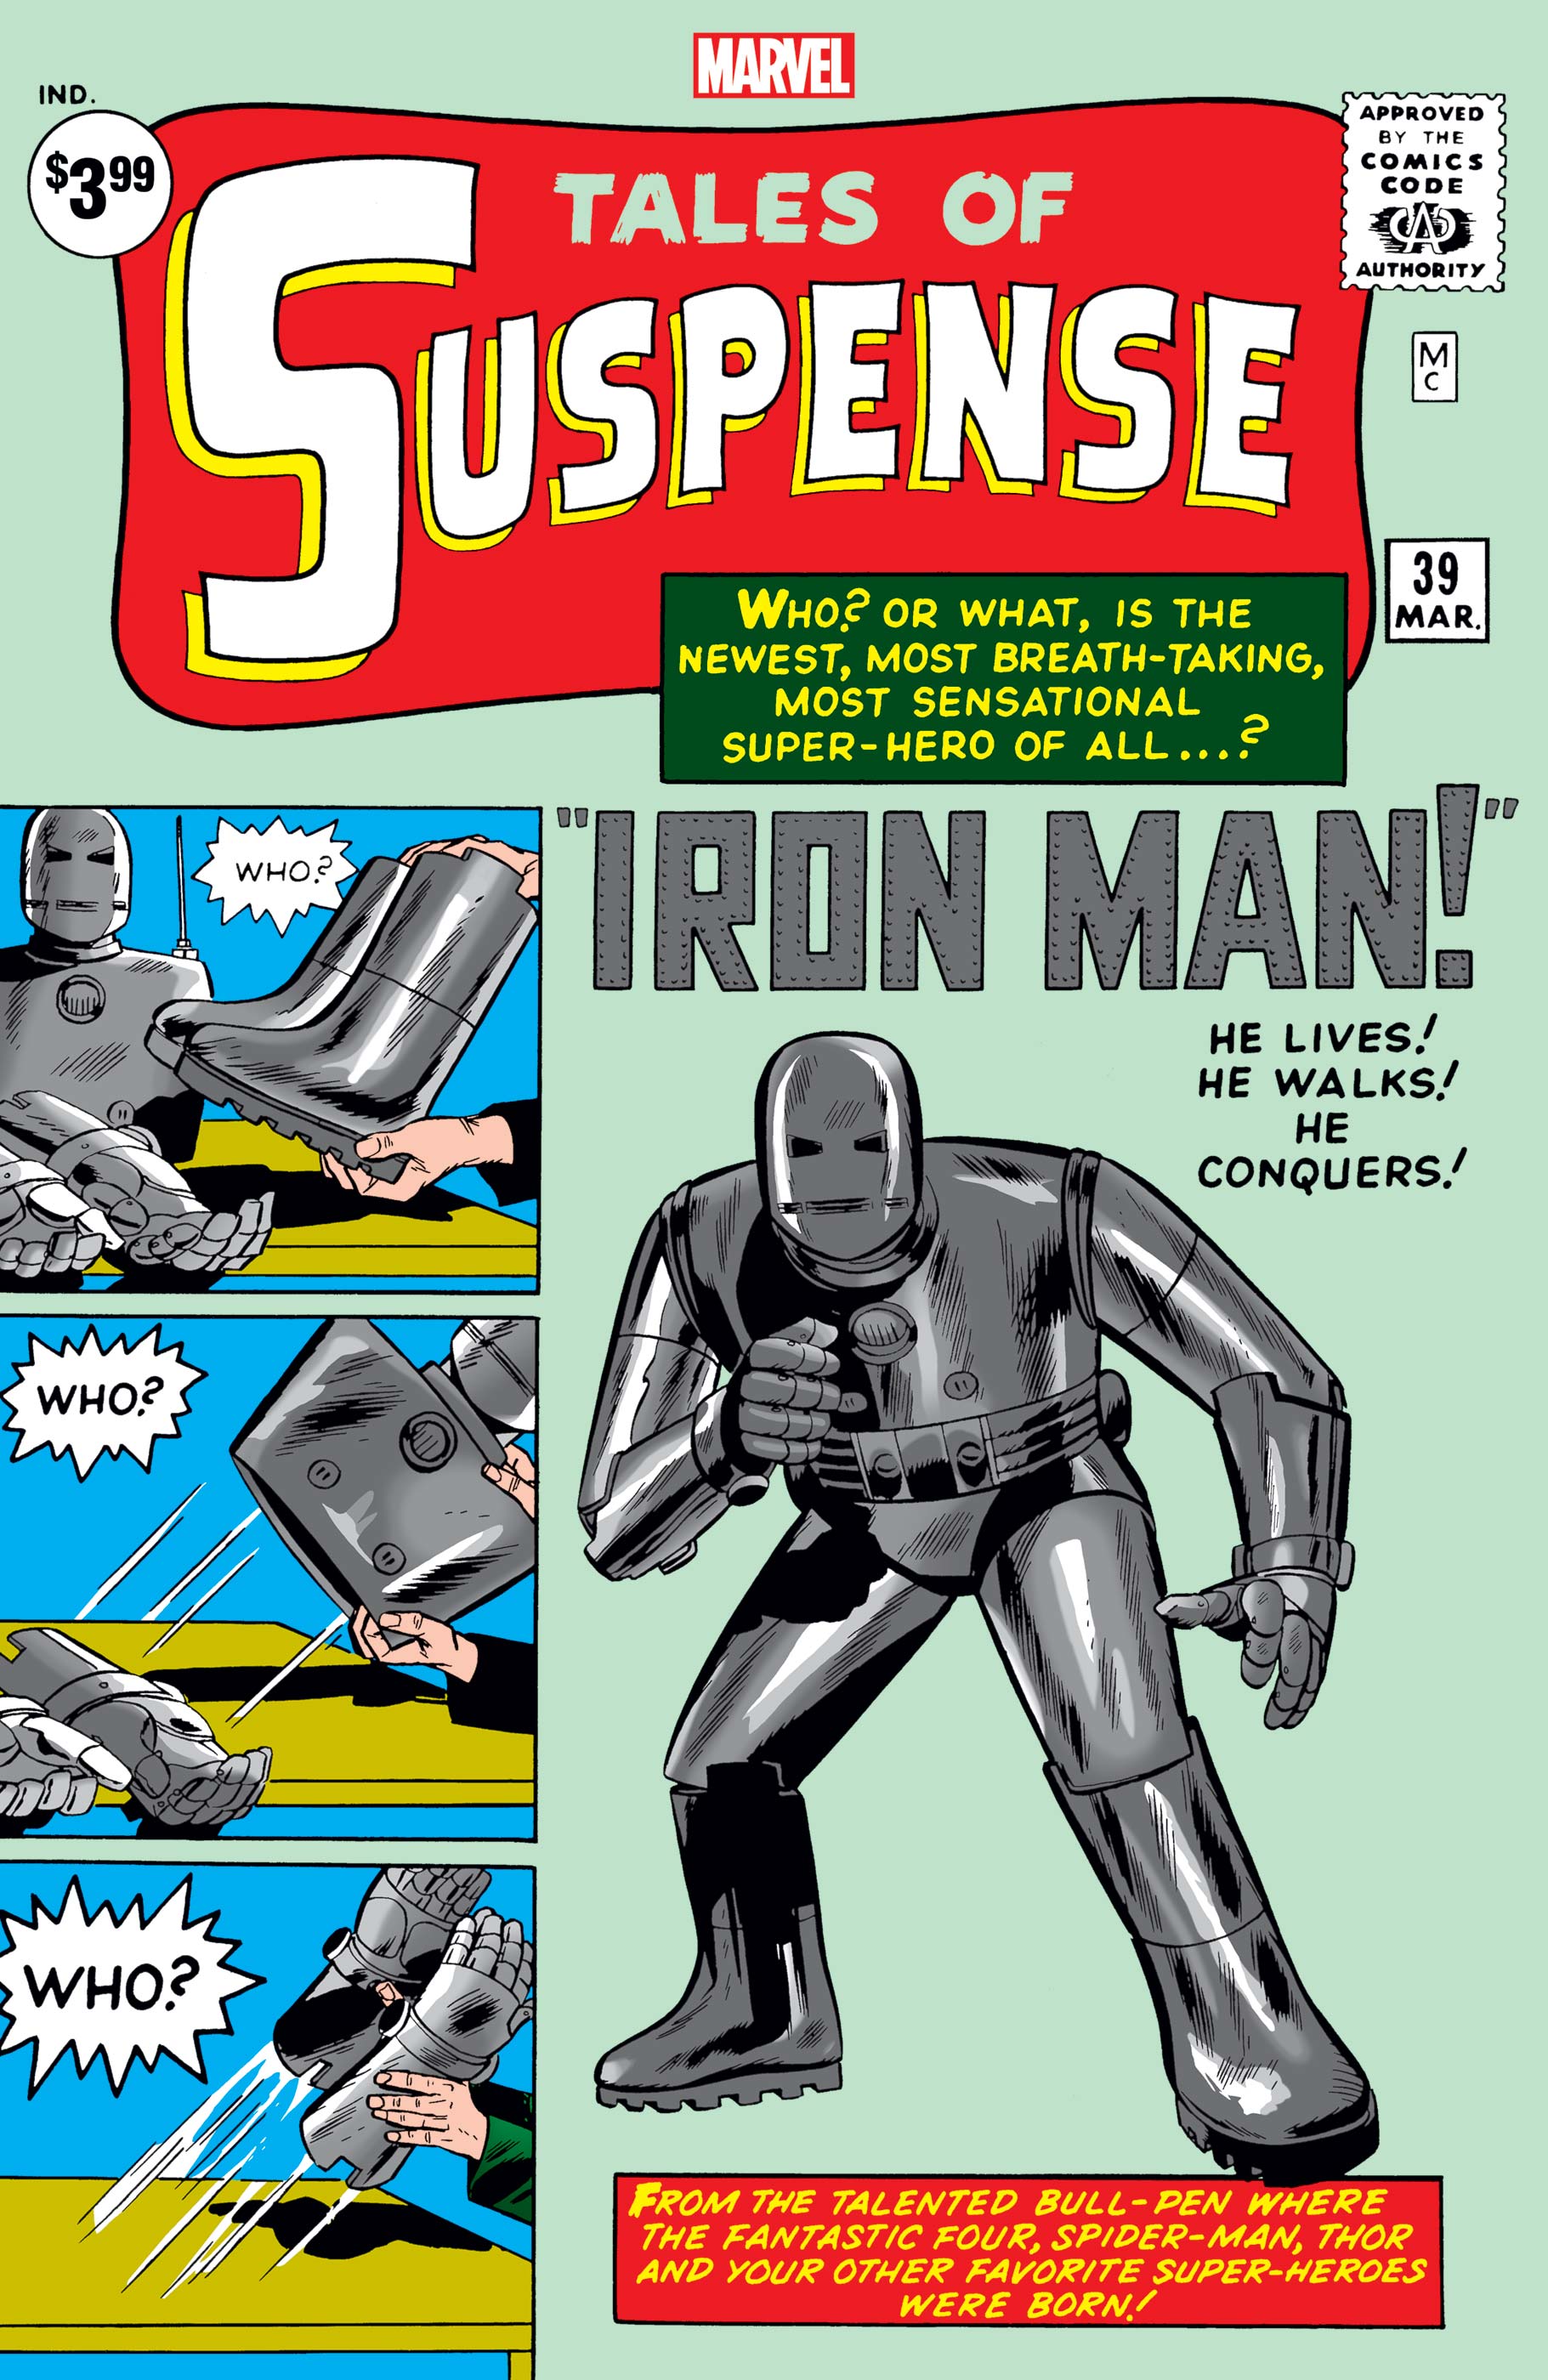 MARVEL
IND.
$3.99
APPROVED
BY THE
COMICS
CODE
CA
AUTHORITY
TALES OF
SUSPENSE
M
C
39
MAR.
WHO? OR WHAT, IS THE
NEWEST, MOST BREATH-TAKING,
MOST SENSATIONAL
SUPER-HERO OF ALL...?
"IRON MAN!"
HE LIVES!
HE WALKS!
HE
CONQUERS!
WHO?
WHO?
WHO?
FROM THE TALENTED BULL-PEN WHERE
THE FANTASTIC FOUR, SPIDER-MAN, THOR
AND YOUR OTHER FAVORITE SUPER-HEROES
WERE BORN!